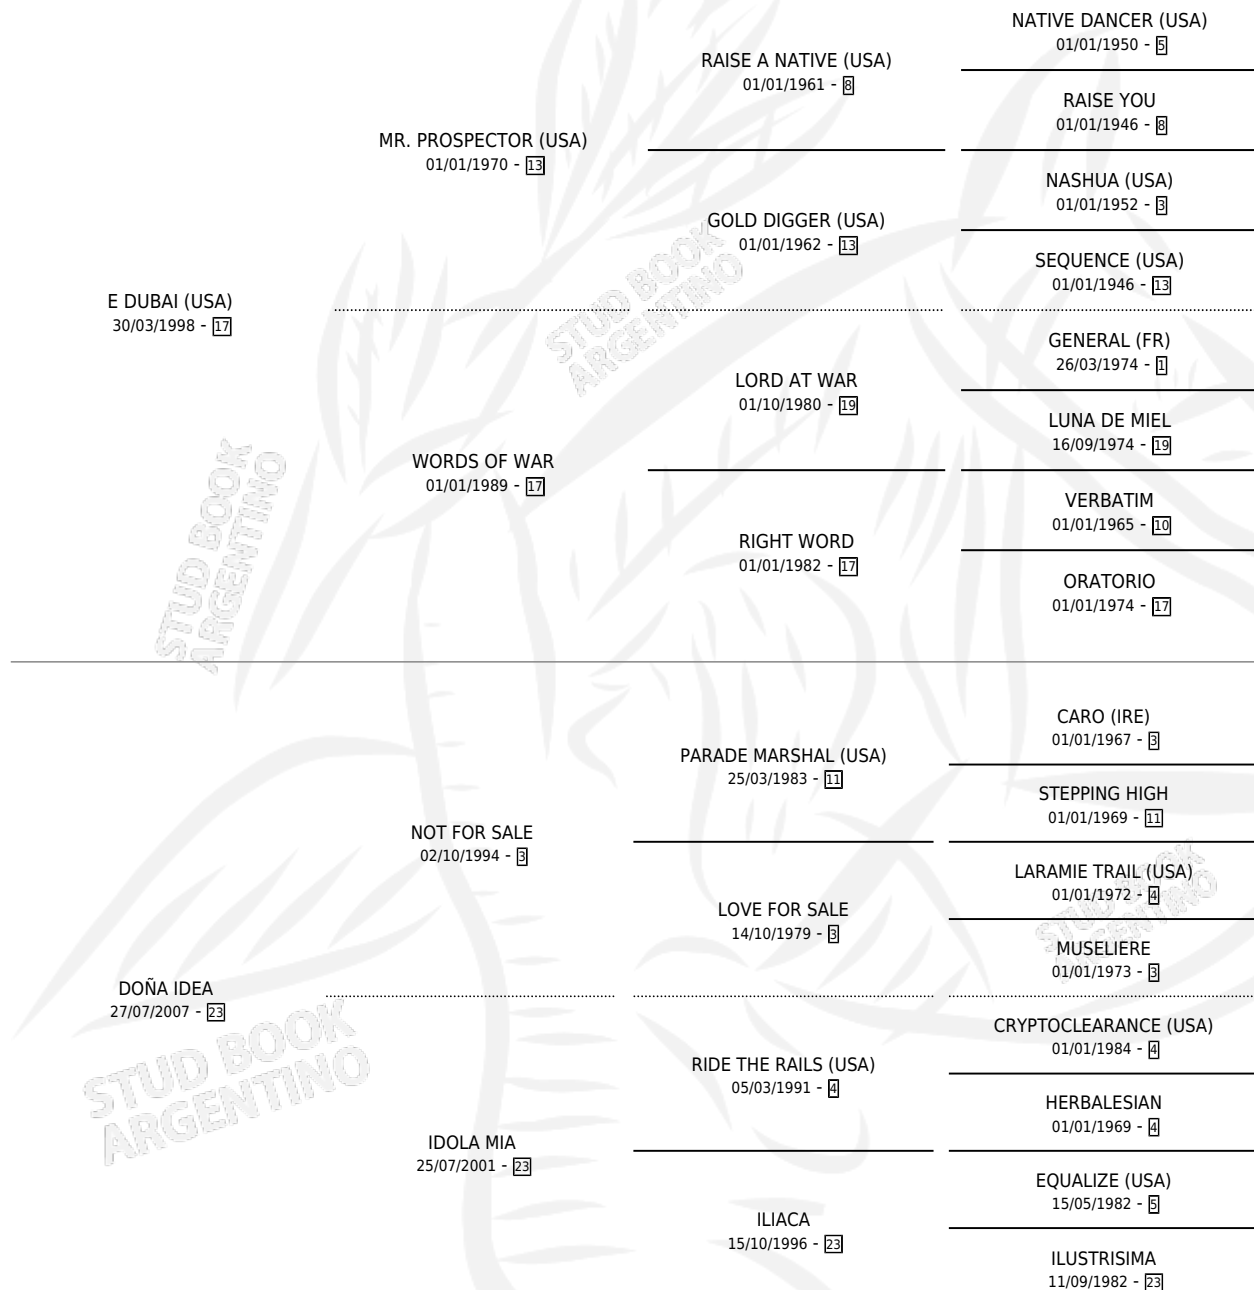 NATIVE DANCER (USA)
01/01/1950 - 5
RAISE A NATIVE (USA)
01/01/1961 - 8
RAISE YOU
01/01/1946 - 8
MR. PROSPECTOR (USA)
01/01/1970 - 13
NASHUA (USA)
01/01/1952 - 3
GOLD DIGGER (USA)
01/01/1962 - 13
SEQUENCE (USA)
01/01/1946 - 13
E DUBAI (USA)
30/03/1998 - 17
STUD BOOK
ARGENTINO
GENERAL (FR)
26/03/1974 - 1
LORD AT WAR
01/10/1980 - 19
LUNA DE MIEL
16/09/1974 - 19
WORDS OF WAR
01/01/1989 - 17
VERBATIM
01/01/1965 - 10
RIGHT WORD
01/01/1982 - 17
ORATORIO
01/01/1974 - 17
STUD BOOK
ARGENTINO
CARO (IRE)
01/01/1967 - 3
PARADE MARSHAL (USA)
25/03/1983 - 11
STEPPING HIGH
01/01/1969 - 11
NOT FOR SALE
02/10/1994 - 3
LARAMIE TRAIL (USA)
01/01/1972 - 4
LOVE FOR SALE
14/10/1979 - 3
MUSELIERE
01/01/1973 - 3
STUD BOOK
ARGENTINO
DOÑA IDEA
27/07/2007 - 23
CRYPTOCLEARANCE (USA)
01/01/1984 - 4
RIDE THE RAILS (USA)
05/03/1991 - 4
HERBALESIAN
01/01/1969 - 4
STUD BOOK
ARGENTINO
IDOLA MIA
25/07/2001 - 23
EQUALIZE (USA)
15/05/1982 - 5
ILIACA
15/10/1996 - 23
ILUSTRISIMA
11/09/1982 - 23